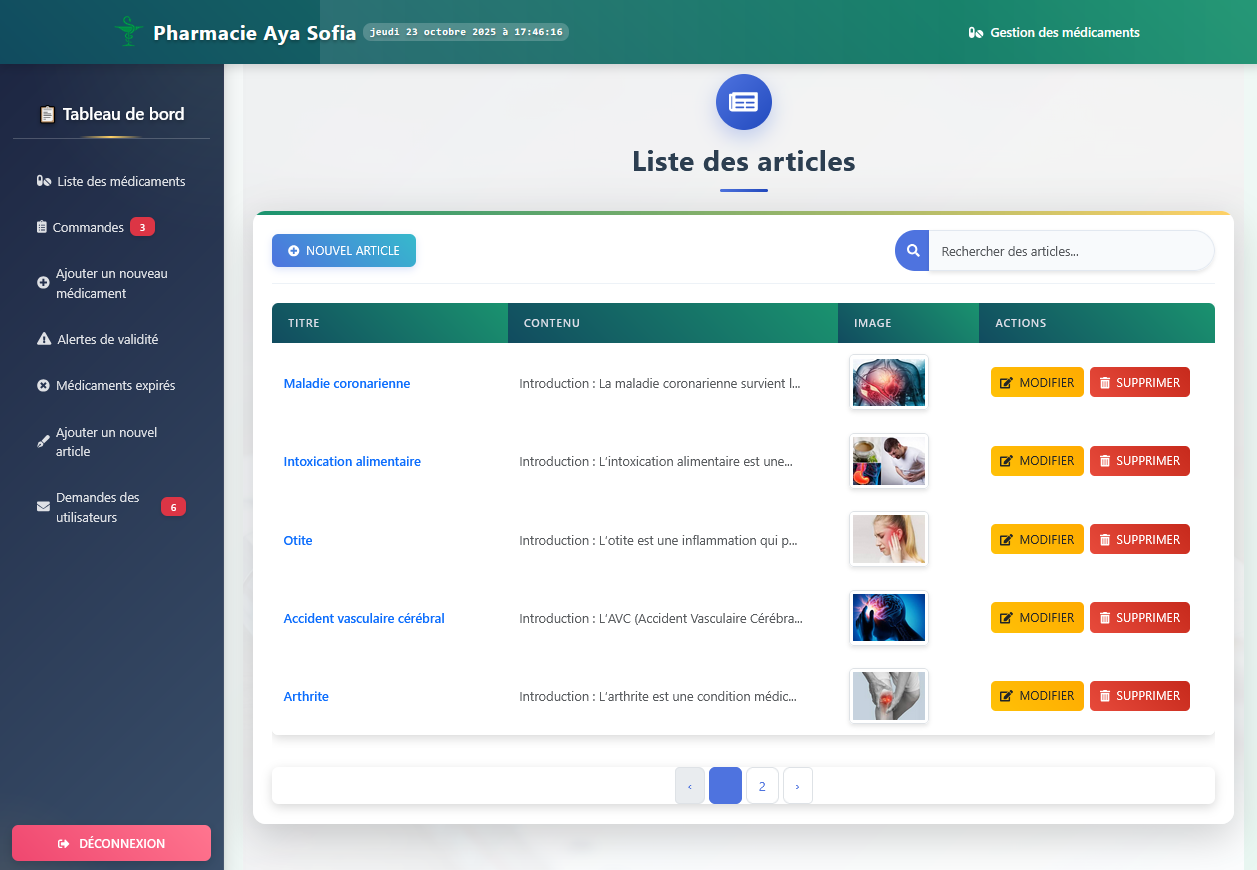 Pharmacie Aya Sofia
jeudi 23 octobre 2025 à 17:46:16
Gestion des médicaments
Tableau de bord
Liste des médicaments
Commandes 3
Ajouter un nouveau
médicament
Alertes de validité
Médicaments expirés
Ajouter un nouvel
article
Demandes des
utilisateurs
6
DÉCONNEXION
Liste des articles
NOUVEL ARTICLE
Rechercher des articles...
TITRE CONTENU IMAGE ACTIONS
Maladie coronarienne Introduction : La maladie coronarienne survient l... MODIFIER SUPPRIMER
Intoxication alimentaire Introduction : L'intoxication alimentaire est une... MODIFIER SUPPRIMER
Otite Introduction : L'otite est une inflammation qui p... MODIFIER SUPPRIMER
Accident vasculaire cérébral Introduction : L'AVC (Accident Vasculaire Cérébra... MODIFIER SUPPRIMER
Arthrite Introduction : L'arthrite est une condition médic... MODIFIER SUPPRIMER
‹ 2 ›